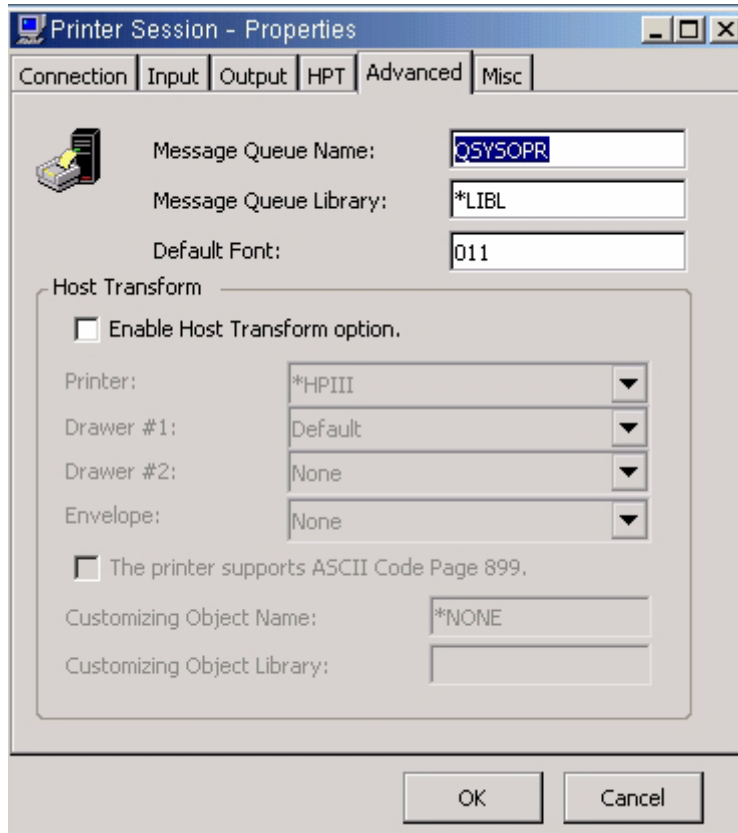 Printer Session - Properties
Connection Input Output HPT Advanced Misc
Message Queue Name: QSYSOPR
Message Queue Library: *LIBL
Default Font: 011
Host Transform
Enable Host Transform option.
Printer: *HPIII
Drawer #1: Default
Drawer #2: None
Envelope: None
The printer supports ASCII Code Page 899.
Customizing Object Name: *NONE
Customizing Object Library:
OK Cancel